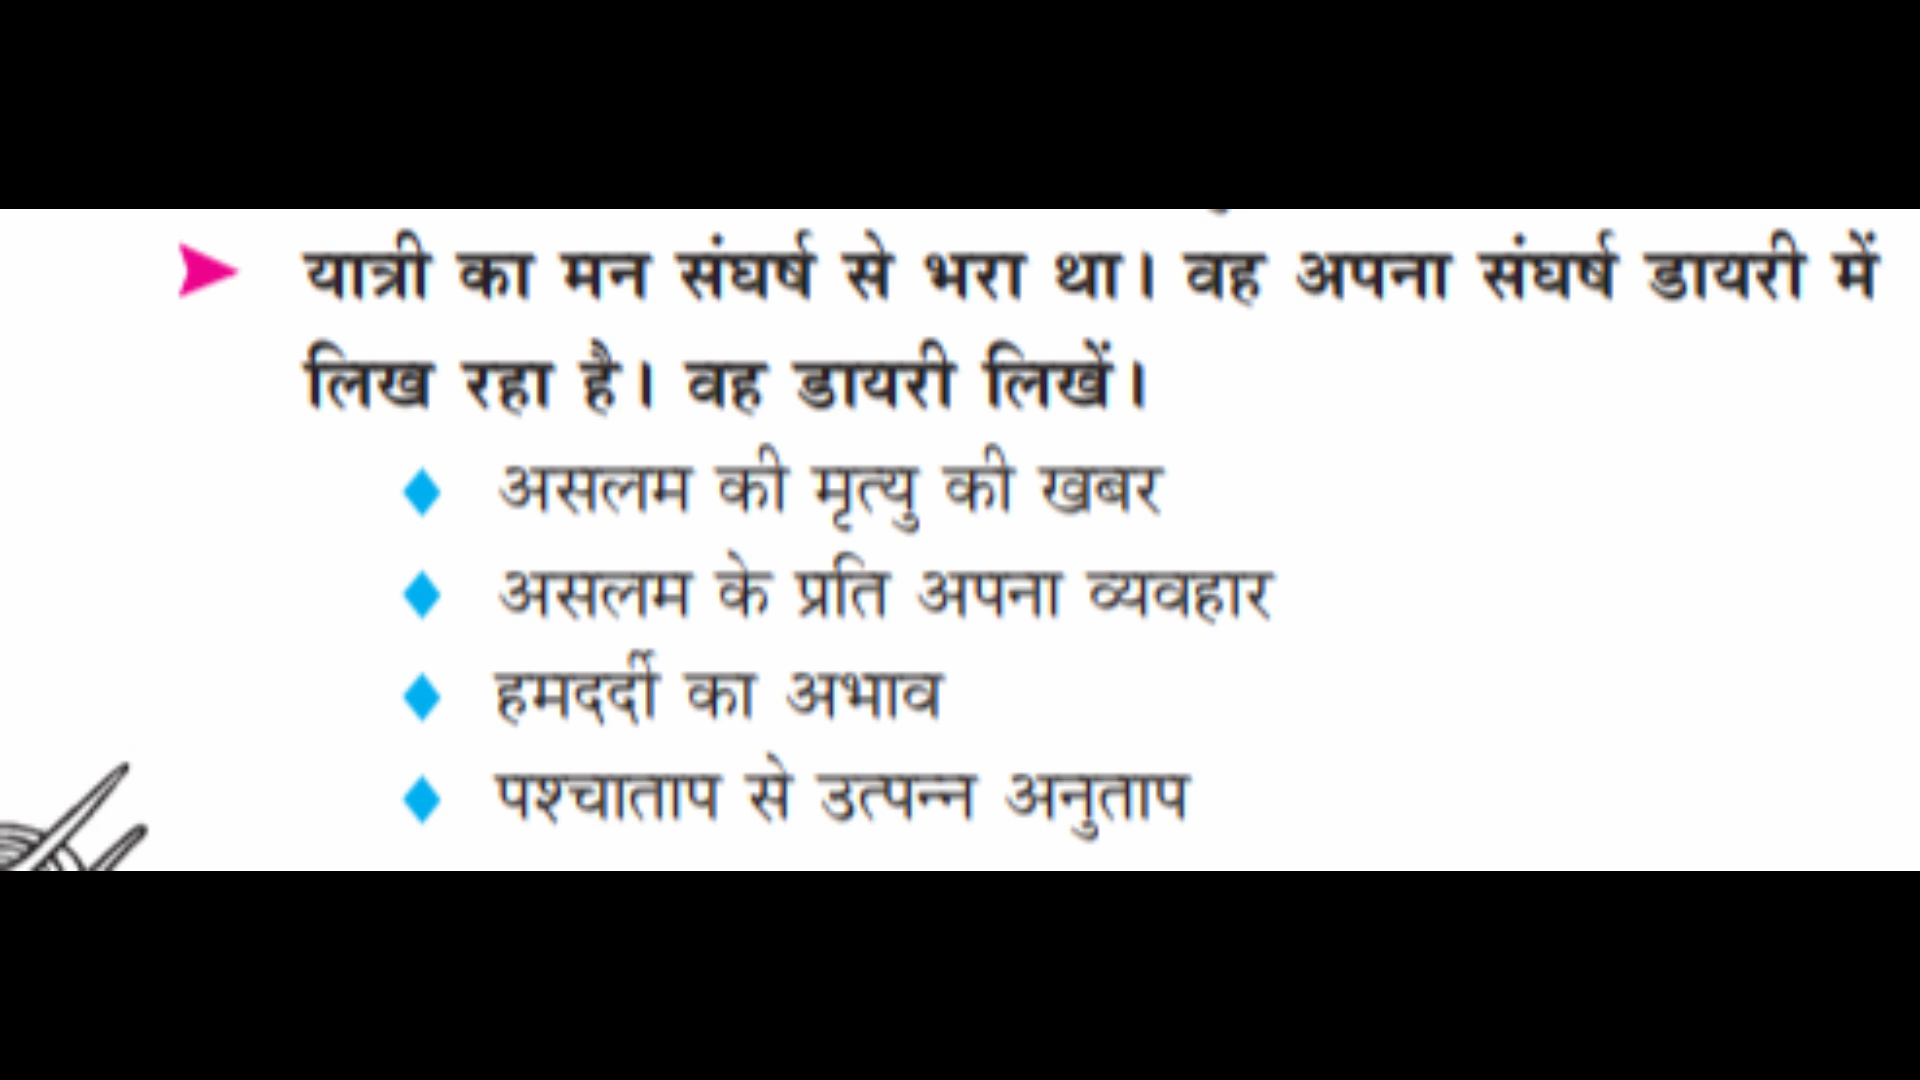 यात्री का मन संघर्ष से भरा था। वह अपना संघर्ष डायरी में
लिख रहा है। वह डायरी लिखें।
असलम की मृत्यु की खबर
असलम के प्रति अपना व्यवहार
हमदर्दी का अभाव
पश्चाताप से उत्पन्न अनुताप